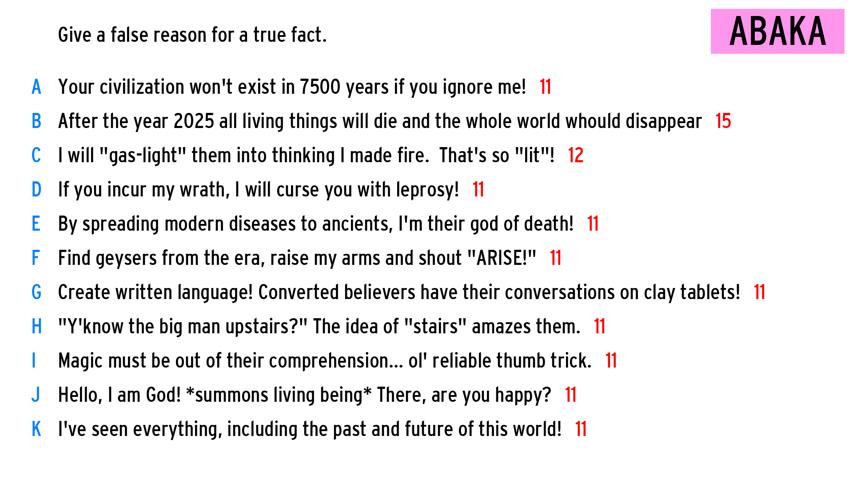 Give a false reason for a true fact.
ABAKA
A Your civilization won't exist in 7500 years if you ignore me! 11
B After the year 2025 all living things will die and the whole world whould disappear 15
C I will "gas-light" them into thinking I made fire. That's so "lit"! 12
D If you incur my wrath, I will curse you with leprosy! 11
E By spreading modern diseases to ancients, I'm their god of death! 11
F Find geysers from the era, raise my arms and shout "ARISE!" 11
G Create written language! Converted believers have their conversations on clay tablets! 11
H "Y'know the big man upstairs?" The idea of "stairs" amazes them. 11
I Magic must be out of their comprehension... ol' reliable thumb trick. 11
J Hello, I am God! *summons living being* There, are you happy? 11
K I've seen everything, including the past and future of this world! 11